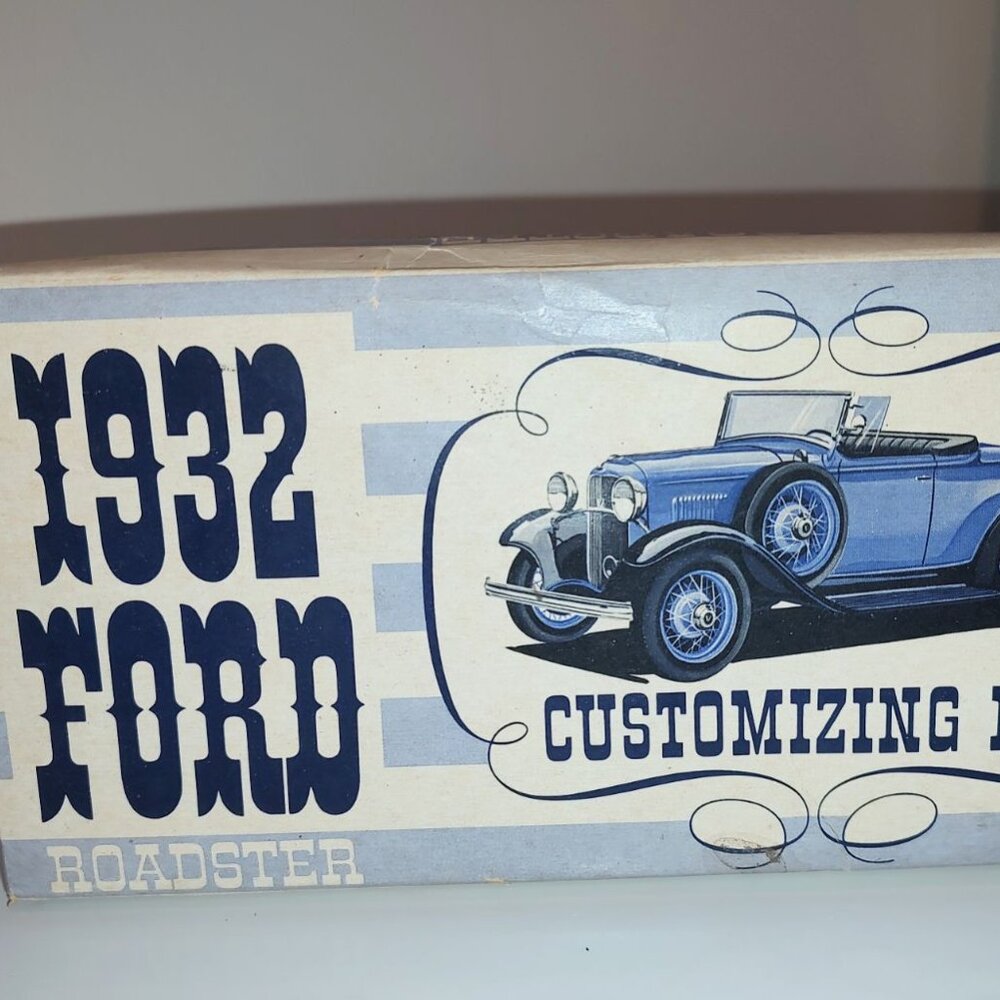 1932
FORD
ROADSTER
CUSTOMIZING